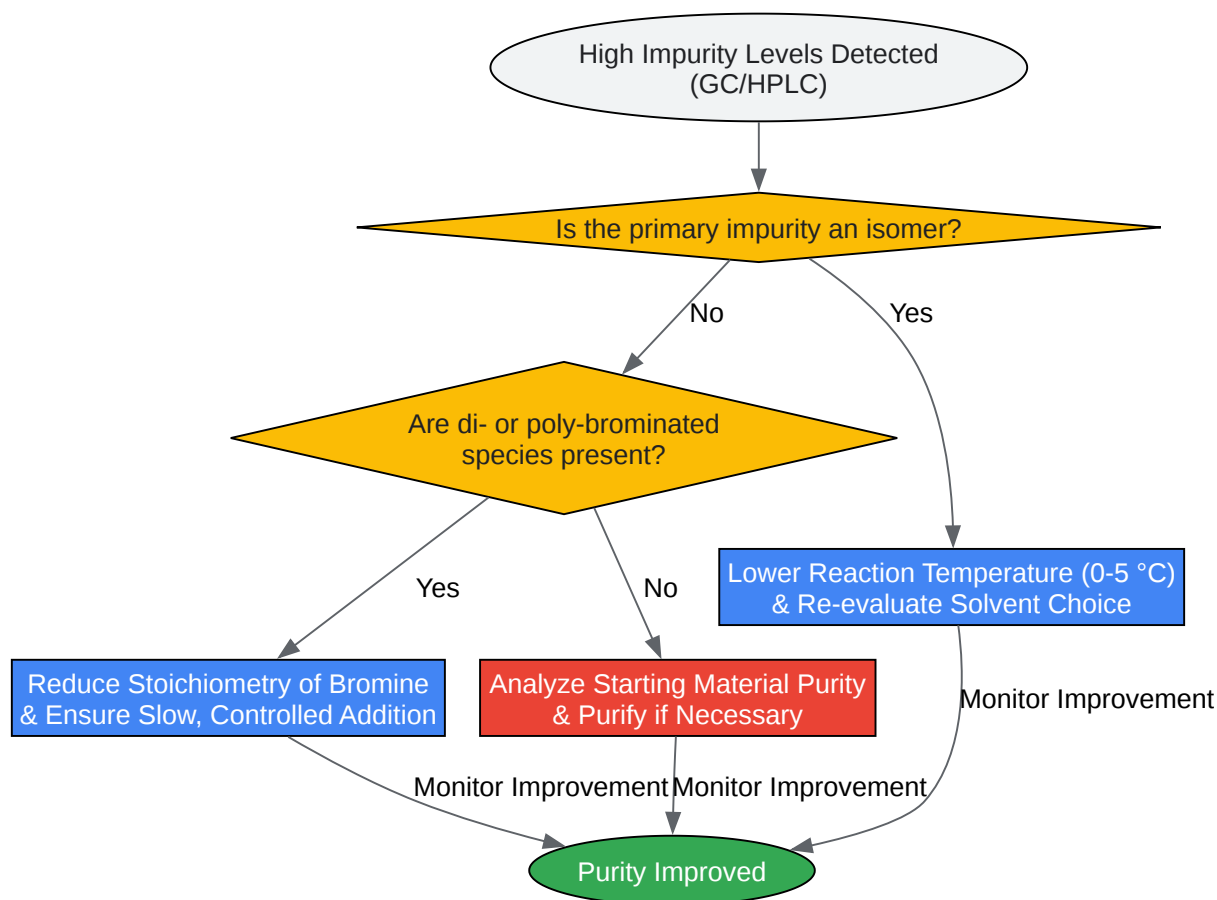 High Impurity Levels Detected
(GC/HPLC)
Is the primary impurity an isomer?
No
Yes
Are di- or poly-brominated
species present?
Yes
No
Lower Reaction Temperature (0-5 °C)
& Re-evaluate Solvent Choice
Reduce Stoichiometry of Bromine
& Ensure Slow, Controlled Addition
Analyze Starting Material Purity
& Purify if Necessary
Monitor Improvement
Monitor Improvement
Monitor Improvement
Purity Improved